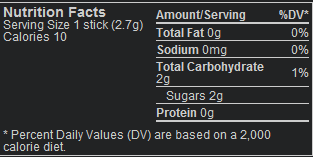 Nutrition Facts
Serving Size 1 stick (2.7g)
Calories 10
Amount/Serving %DV*
Total Fat 0g 0%
Sodium 0mg 0%
Total Carbohydrate
2g 1%
Sugars 2g
Protein 0g
* Percent Daily Values (DV) are based on a 2,000
calorie diet.